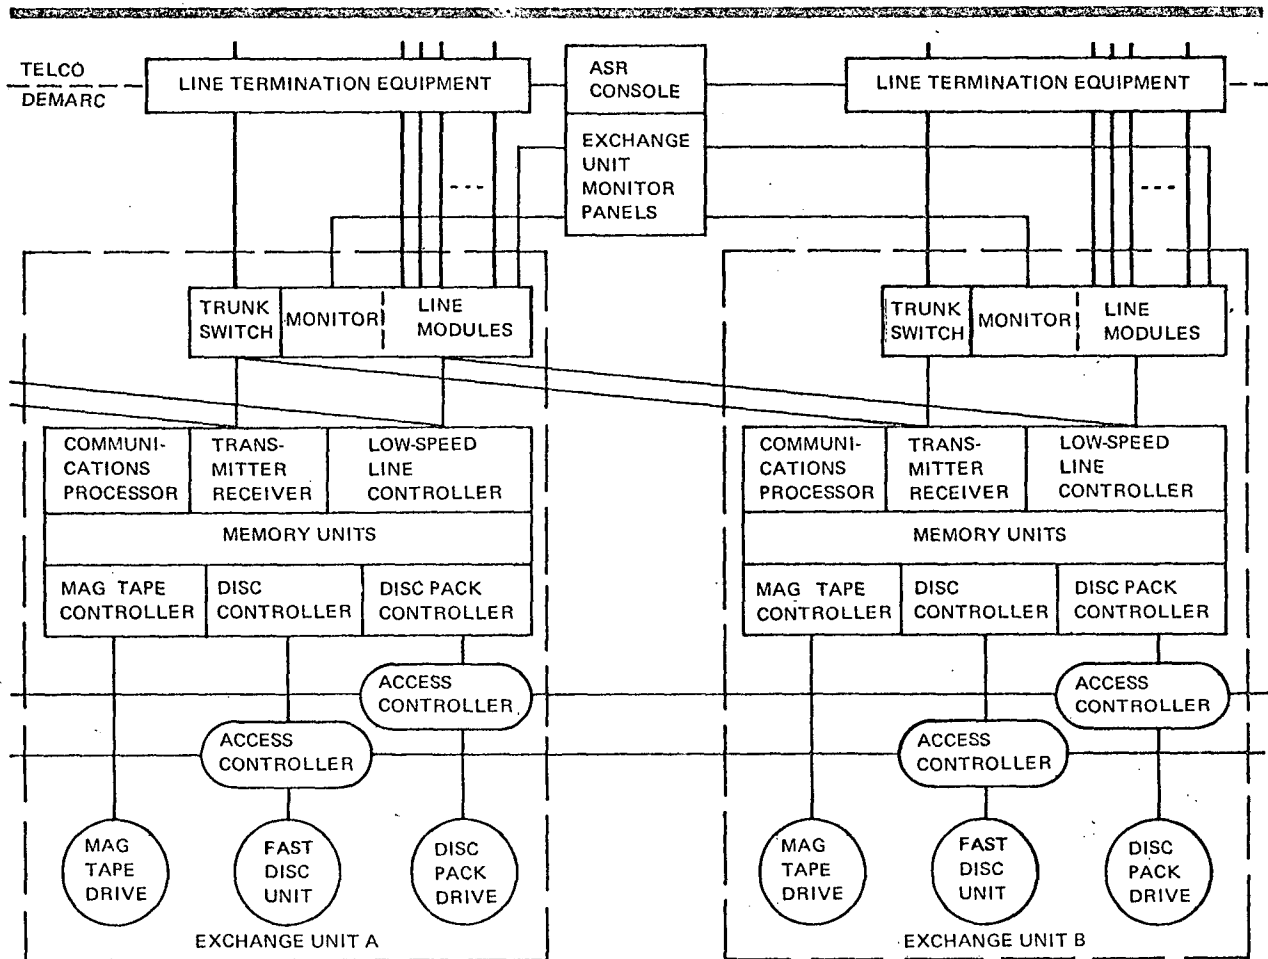 TELCO
DEMARC
LINE TERMINATION EQUIPMENT
ASR
CONSOLE
LINE TERMINATION EQUIPMENT
EXCHANGE
UNIT
MONITOR
PANELS
TRUNK
SWITCH
MONITOR
LINE
MODULES
TRUNK
SWITCH
MONITOR
LINE
MODULES
COMMUNI-
CATIONS
PROCESSOR
TRANS-
MITTER
RECEIVER
LOW-SPEED
LINE
CONTROLLER
COMMUNI-
CATIONS
PROCESSOR
TRANS-
MITTER
RECEIVER
LOW-SPEED
LINE
CONTROLLER
MEMORY UNITS
MEMORY UNITS
MAG TAPE
CONTROLLER
DISC
CONTROLLER
DISC PACK
CONTROLLER
MAG TAPE
CONTROLLER
DISC
CONTROLLER
DISC PACK
CONTROLLER
ACCESS
CONTROLLER
ACCESS
CONTROLLER
ACCESS
CONTROLLER
ACCESS
CONTROLLER
MAG
TAPE
DRIVE
FAST
DISC
UNIT
DISC
PACK
DRIVE
MAG
TAPE
DRIVE
FAST
DISC
UNIT
DISC
PACK
DRIVE
EXCHANGE UNIT A
EXCHANGE UNIT B